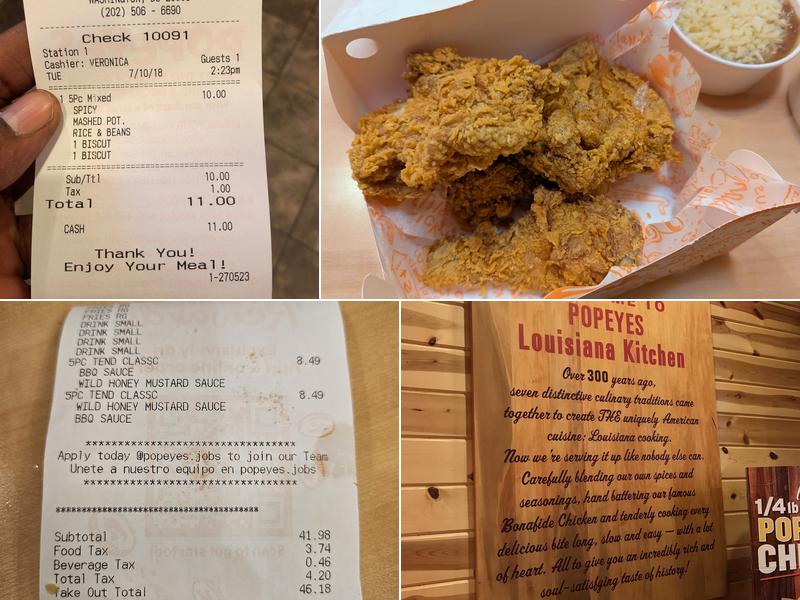 (202) 506 - 6690
Check 10091
Station 1
Cashier: VERONICA Guests 1
TUE 7/10/18 2:23pm
1 5Pc Mixed 10.00
SPICY
MASHED POT.
RICE & BEANS
1 BISCUT
1 BISCUT
Sub/Ttl 10.00
Tax 1.00
Total 11.00
CASH 11.00
Thank You!
Enjoy Your Meal!
1-270523
FRIES RG
FRIES RG
DRINK SMALL
DRINK SMALL
DRINK SMALL
DRINK SMALL
5PC TEND CLASSC 8.49
BBQ SAUCE
WILD HONEY MUSTARD SAUCE
5PC TEND CLASSC 8.49
WILD HONEY MUSTARD SAUCE
BBQ SAUCE
*********************************
Apply today @popeyes.jobs to join our Team
Unete a nuestro equipo en popeyes.jobs
*********************************
Subtotal 41.98
Food Tax 3.74
Beverage Tax 0.46
Total Tax 4.20
Take Out Total 46.18
TO
POPEYES
Louisiana Kitchen
Over 300 years ago,
seven distinctive culinary traditions came
together to create THE uniquely American
cuisine: Louisiana cooking.
Now we're serving it up like nobody else can.
Carefully blending our own spices and
seasonings, hand battering our famous
Bonafide Chicken and tenderly cooking every
delicious bite long, slow and easy — with a lot
of heart. All to give you an incredibly rich and
soul-satisfying taste of history!
1/4 lb